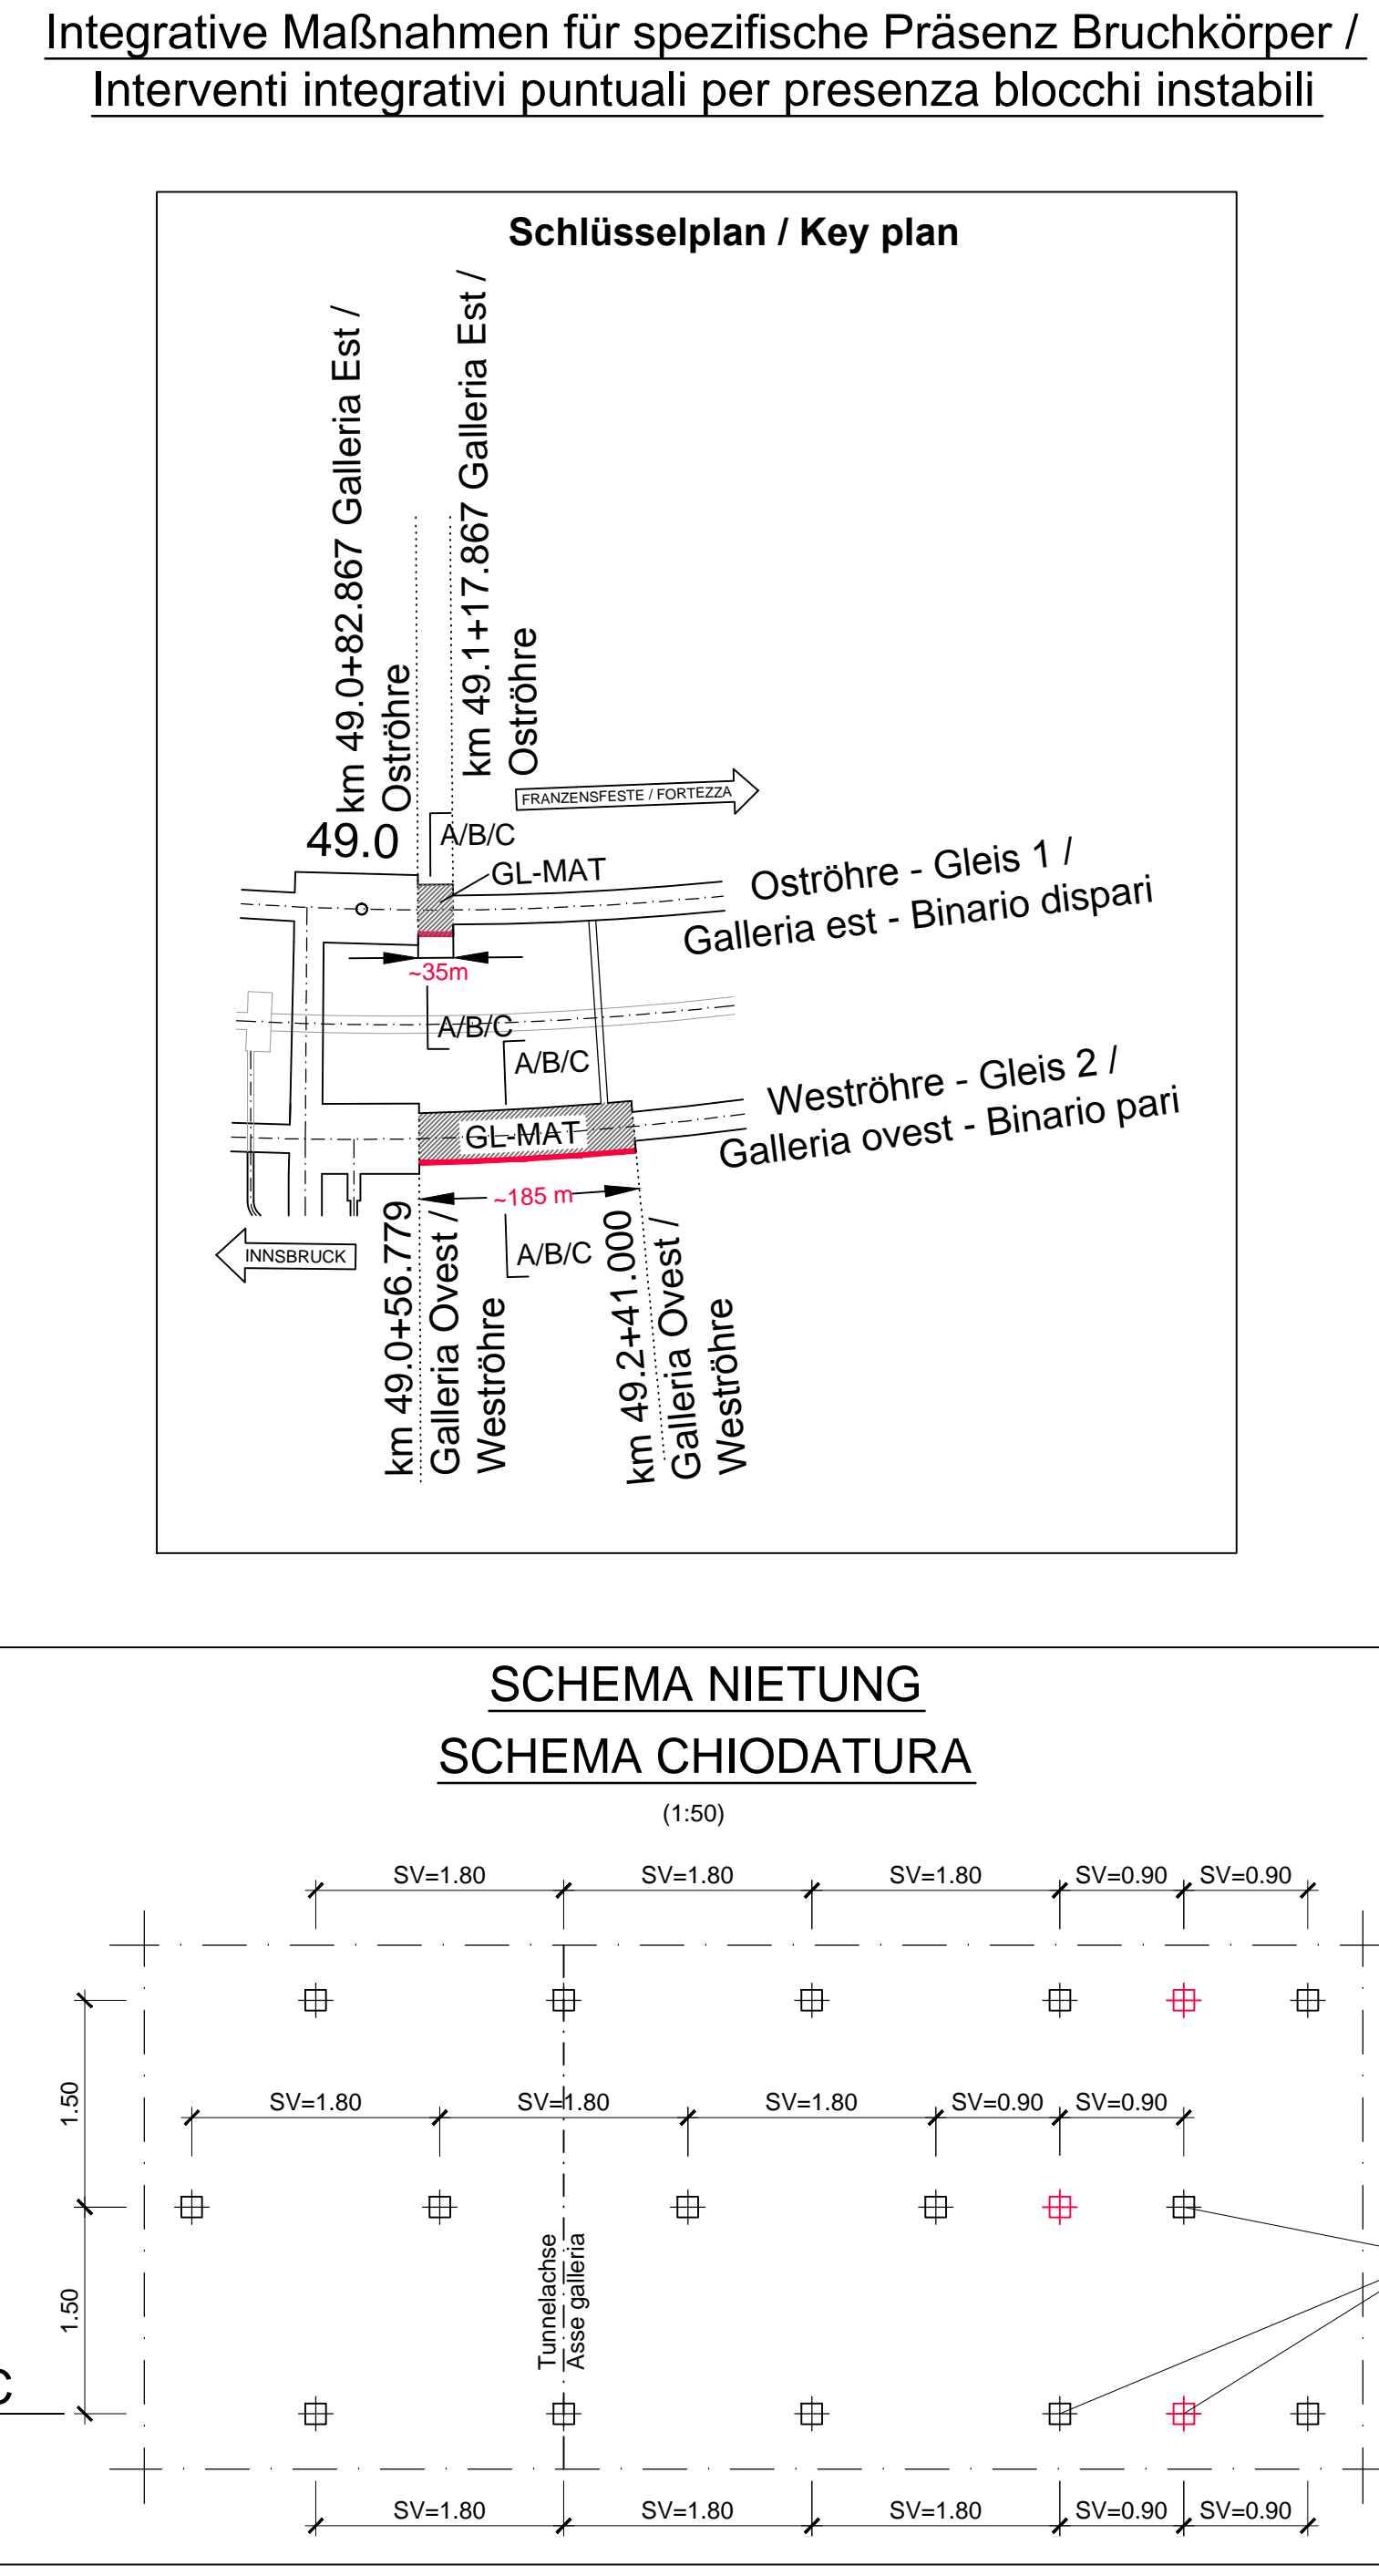 Integrative Maßnahmen für spezifische Präsenz Bruchkörper /
Interventi integrativi puntuali per presenza blocchi instabili
Schlüsselplan / Key plan
km 49.0+82.867 Galleria Est /
Oströhre
km 49.1+17.867 Galleria Est /
Oströhre
FRANZENSFESTE / FORTEZZA
49.0
A/B/C
GL-MAT
Oströhre - Gleis 1 /
Galleria est - Binario dispari
~35m
A/B/C
A/B/C
Weströhre - Gleis 2 /
Galleria ovest - Binario pari
GL-MAT
~185 m
A/B/C
INNSBRUCK
km 49.0+56.779
Galleria Ovest /
Weströhre
km 49.2+41.000
Galleria Ovest /
Weströhre
SCHEMA NIETUNG
SCHEMA CHIODATURA
(1:50)
SV=1.80 SV=1.80 SV=1.80 SV=0.90 SV=0.90
1.50
SV=1.80 SV=1.80 SV=1.80 SV=0.90 SV=0.90
1.50
Tunnelachse
Asse galleria
C
SV=1.80 SV=1.80 SV=1.80 SV=0.90 SV=0.90